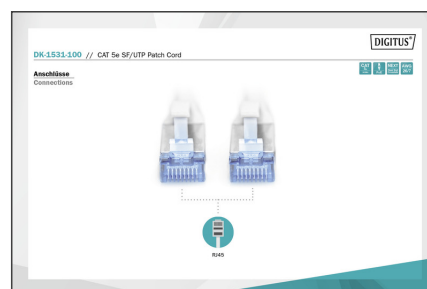 DIGITUS®
DK-1531-100 // CAT 5e SF/UTP Patch Cord
Anschlüsse
Connections
RJ45